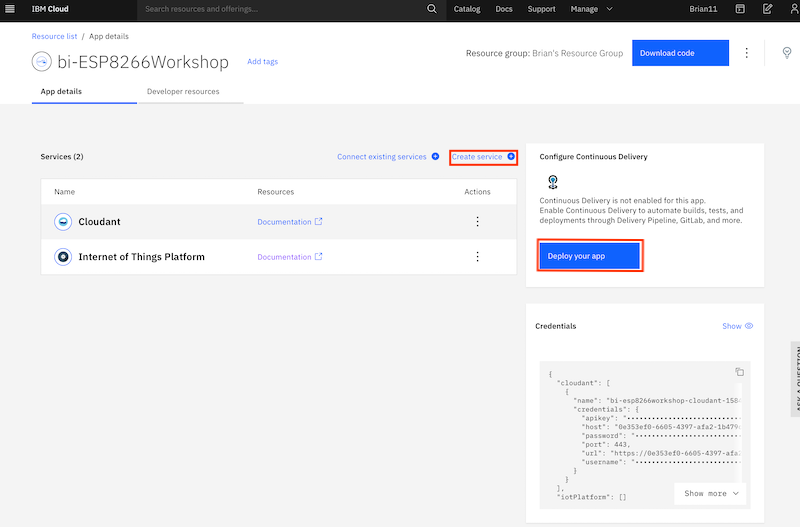 IBM Cloud
Search resources and offerings...
Catalog
Docs
Support
Manage
Brian11
Resource list / App details
bi-ESP8266Workshop
Add tags
Resource group: Brian's Resource Group
Download code
App details
Developer resources
Services (2)
Connect existing services
Create service
Name
Resources
Actions
Cloudant
Documentation
Internet of Things Platform
Documentation
Configure Continuous Delivery
Continuous Delivery is not enabled for this app.
Enable Continuous Delivery to automate builds, tests, and
deployments through Delivery Pipeline, GitLab, and more.
Deploy your app
Credentials
Show
{
"cloudant": [
{
"name": "bi-esp8266workshop-cloudant-158
"credentials": {
"apikey": "••••••••••••••••••••••••••
"host": "0e353ef0-6605-4397-afa2-1b479
"password": "••••••••••••••••••••••••
"port": 443,
"url": "https://0e353ef0-6605-4397-afa
"username": "••••••••••••••••••••••••
}
}
],
"iotPlatform": []
Show more
ASK A QUESTION